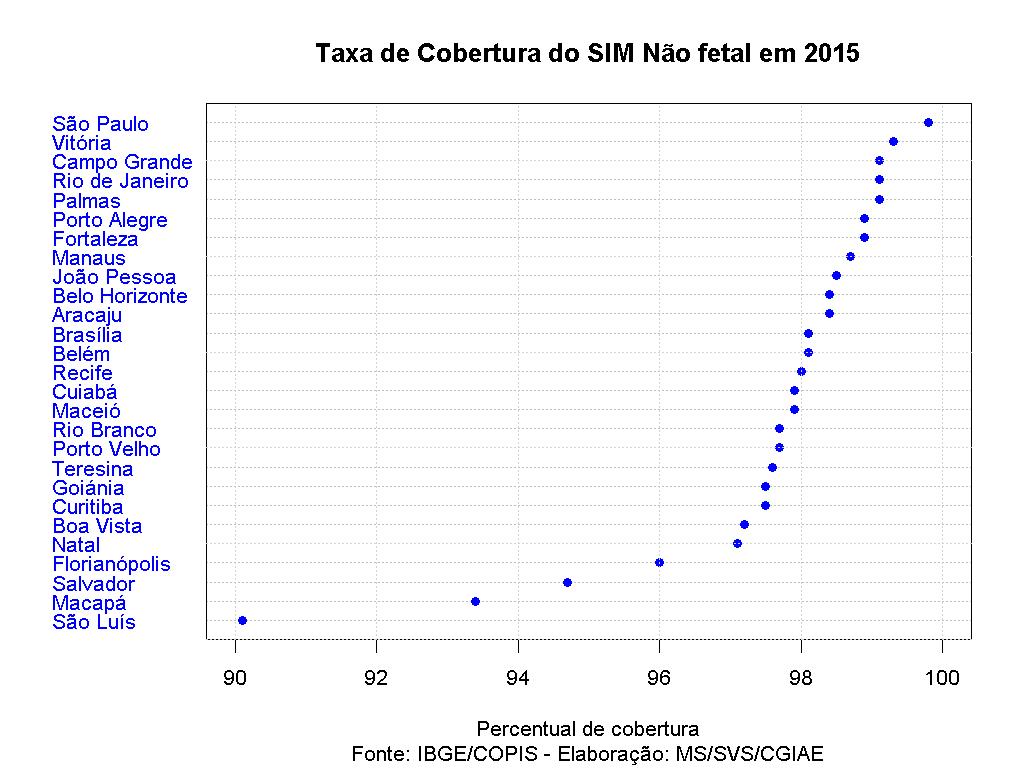 Taxa de Cobertura do SIM Não fetal em 2015
São Paulo
Vitória
Campo Grande
Rio de Janeiro
Palmas
Porto Alegre
Fortaleza
Manaus
João Pessoa
Belo Horizonte
Aracaju
Brasília
Belém
Recife
Cuiabá
Maceió
Rio Branco
Porto Velho
Teresina
Goiánia
Curitiba
Boa Vista
Natal
Florianópolis
Salvador
Macapá
São Luís
90 92 94 96 98 100
Percentual de cobertura
Fonte: IBGE/COPIS - Elaboração: MS/SVS/CGIAE